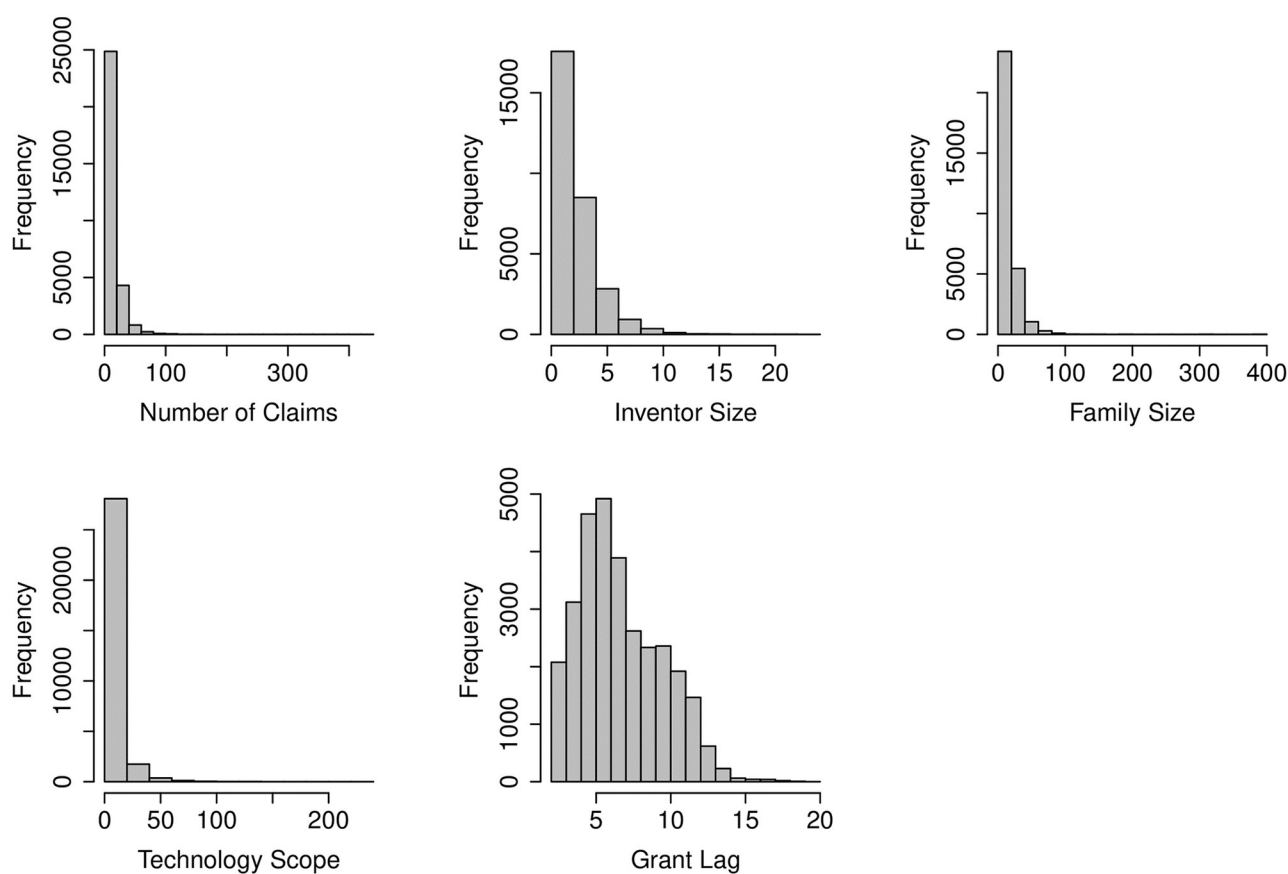 Frequency
0 5000 15000 25000
0 100 300
Number of Claims
Frequency
0 5000 15000
0 5 10 15 20
Inventor Size
Frequency
0 5000 15000
0 100 200 300 400
Family Size
Frequency
0 10000 20000
0 50 100 200
Technology Scope
Frequency
0 1000 3000 5000
5 10 15 20
Grant Lag